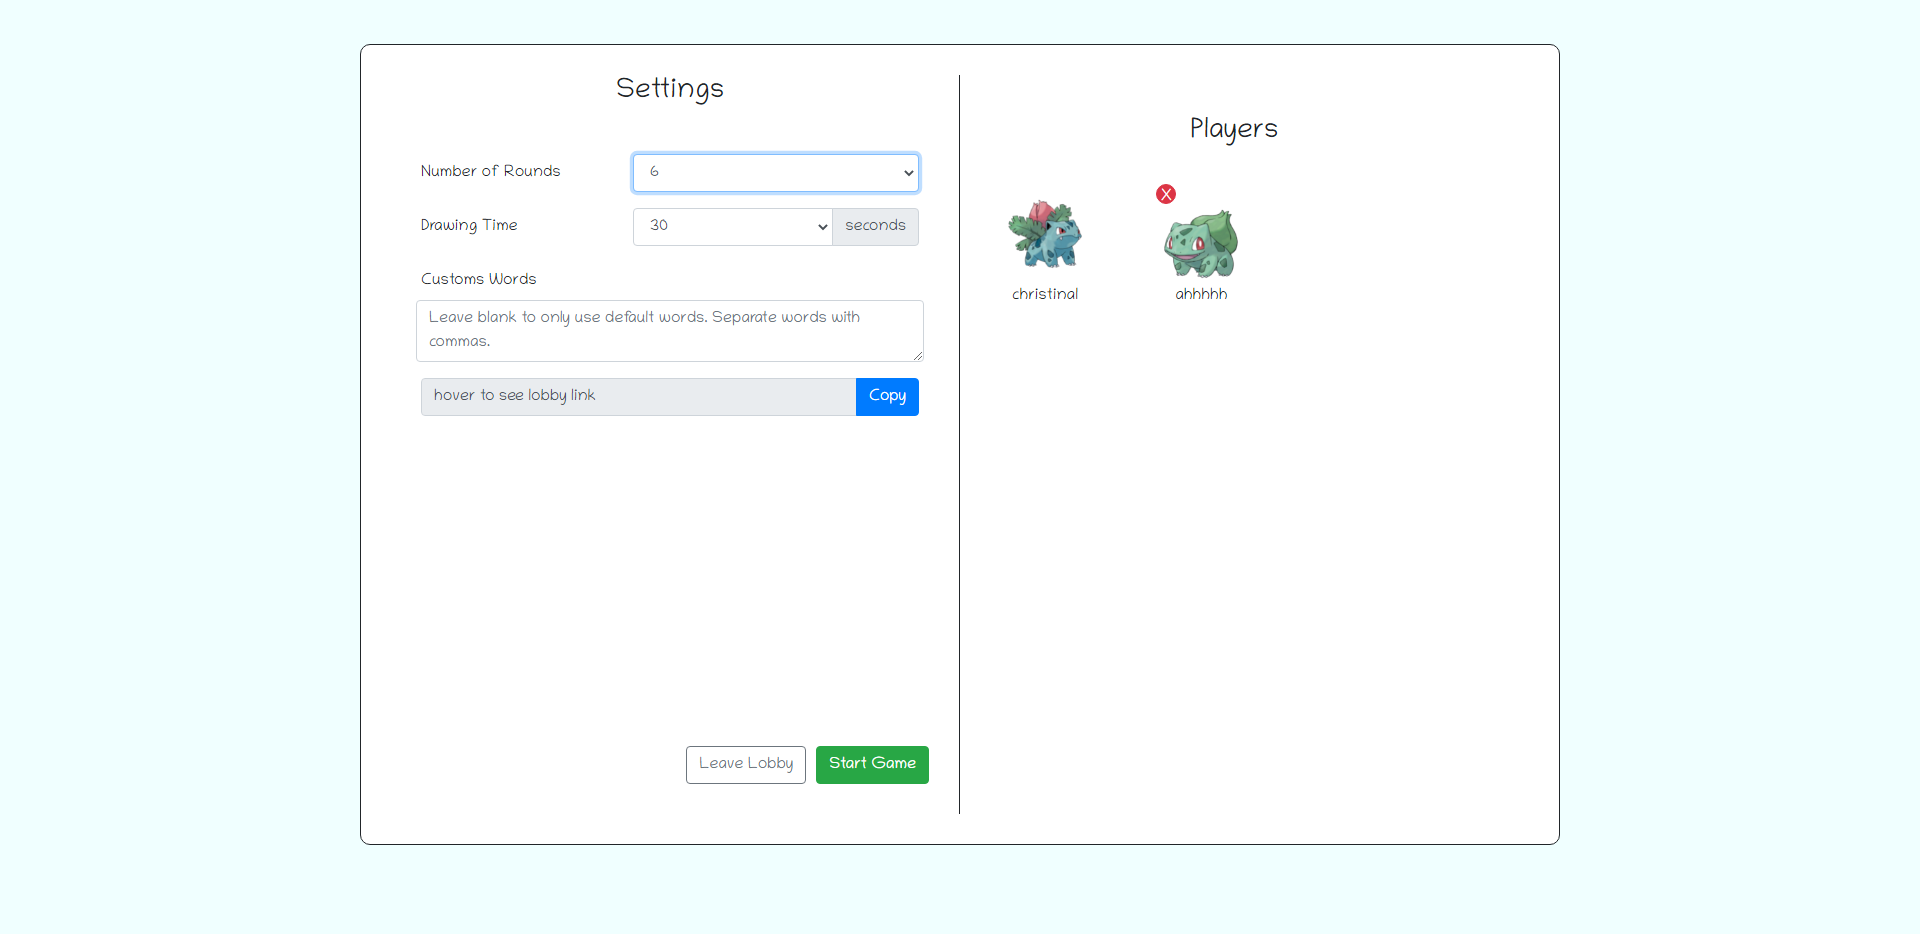 Settings
Number of Rounds
6
Drawing Time
30
seconds
Customs Words
Leave blank to only use default words. Separate words with
commas.
hover to see lobby link
Copy
Leave Lobby
Start Game
Players
X
christinal
ahhhhh